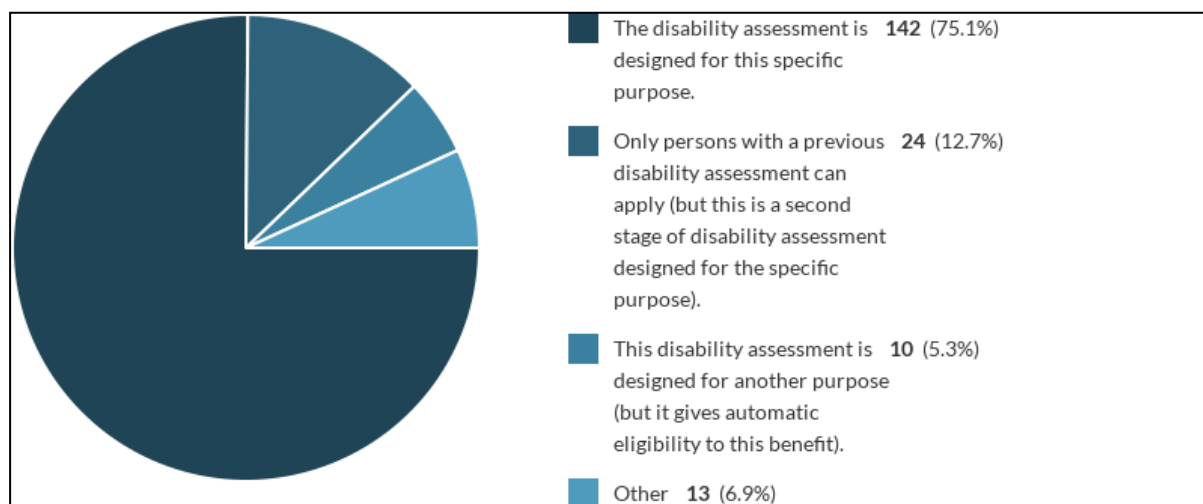 The disability assessment is 142 (75.1%)
designed for this specific
purpose.
Only persons with a previous 24 (12.7%)
disability assessment can
apply (but this is a second
stage of disability assessment
designed for the specific
purpose).
This disability assessment is 10 (5.3%)
designed for another purpose
(but it gives automatic
eligibility to this benefit).
Other 13 (6.9%)